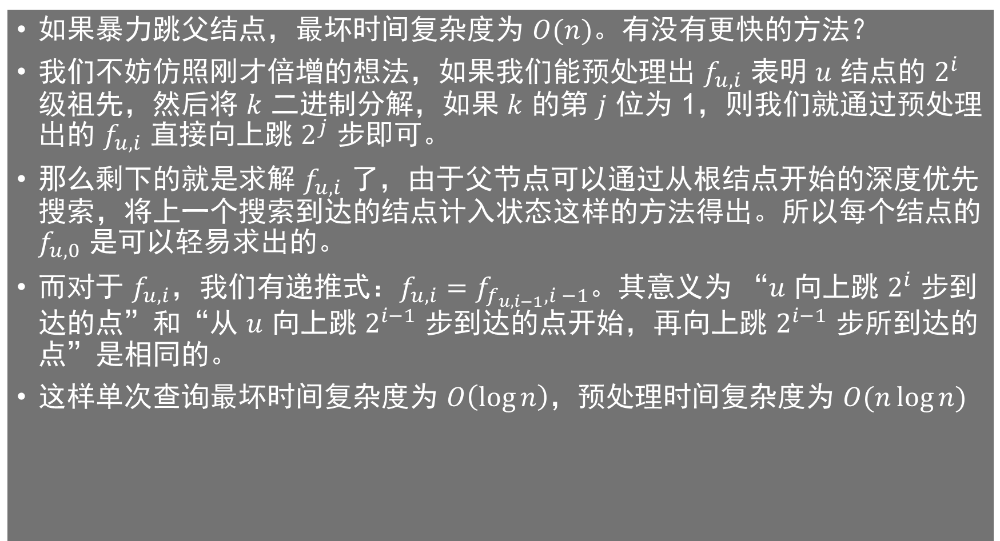 • 如果暴力跳父结点，最坏时间复杂度为 𝑂(𝑛)。有没有更快的方法？
• 我们不妨仿照刚才倍增的想法，如果我们能预处理出 𝑓_{𝑢,𝑖} 表明 𝑢 结点的 2^𝑖
级祖先，然后将 𝑘 二进制分解，如果 𝑘 的第 𝑗 位为 1，则我们就通过预处理
出的 𝑓_{𝑢,𝑖} 直接向上跳 2^𝑗 步即可。
• 那么剩下的就是求解 𝑓_{𝑢,𝑖} 了，由于父节点可以通过从根结点开始的深度优先
搜索，将上一个搜索到达的结点计入状态这样的方法得出。所以每个结点的
𝑓_{𝑢,0} 是可以轻易求出的。
• 而对于 𝑓_{𝑢,𝑖}，我们有递推式：𝑓_{𝑢,𝑖} = 𝑓_{𝑓_{𝑢,𝑖−1},𝑖−1}。其意义为 “𝑢 向上跳 2^𝑖 步到
达的点”和“从 𝑢 向上跳 2^{𝑖−1} 步到达的点开始，再向上跳 2^{𝑖−1} 步所到达的
点”是相同的。
• 这样单次查询最坏时间复杂度为 𝑂(log 𝑛)，预处理时间复杂度为 𝑂(𝑛 log 𝑛)